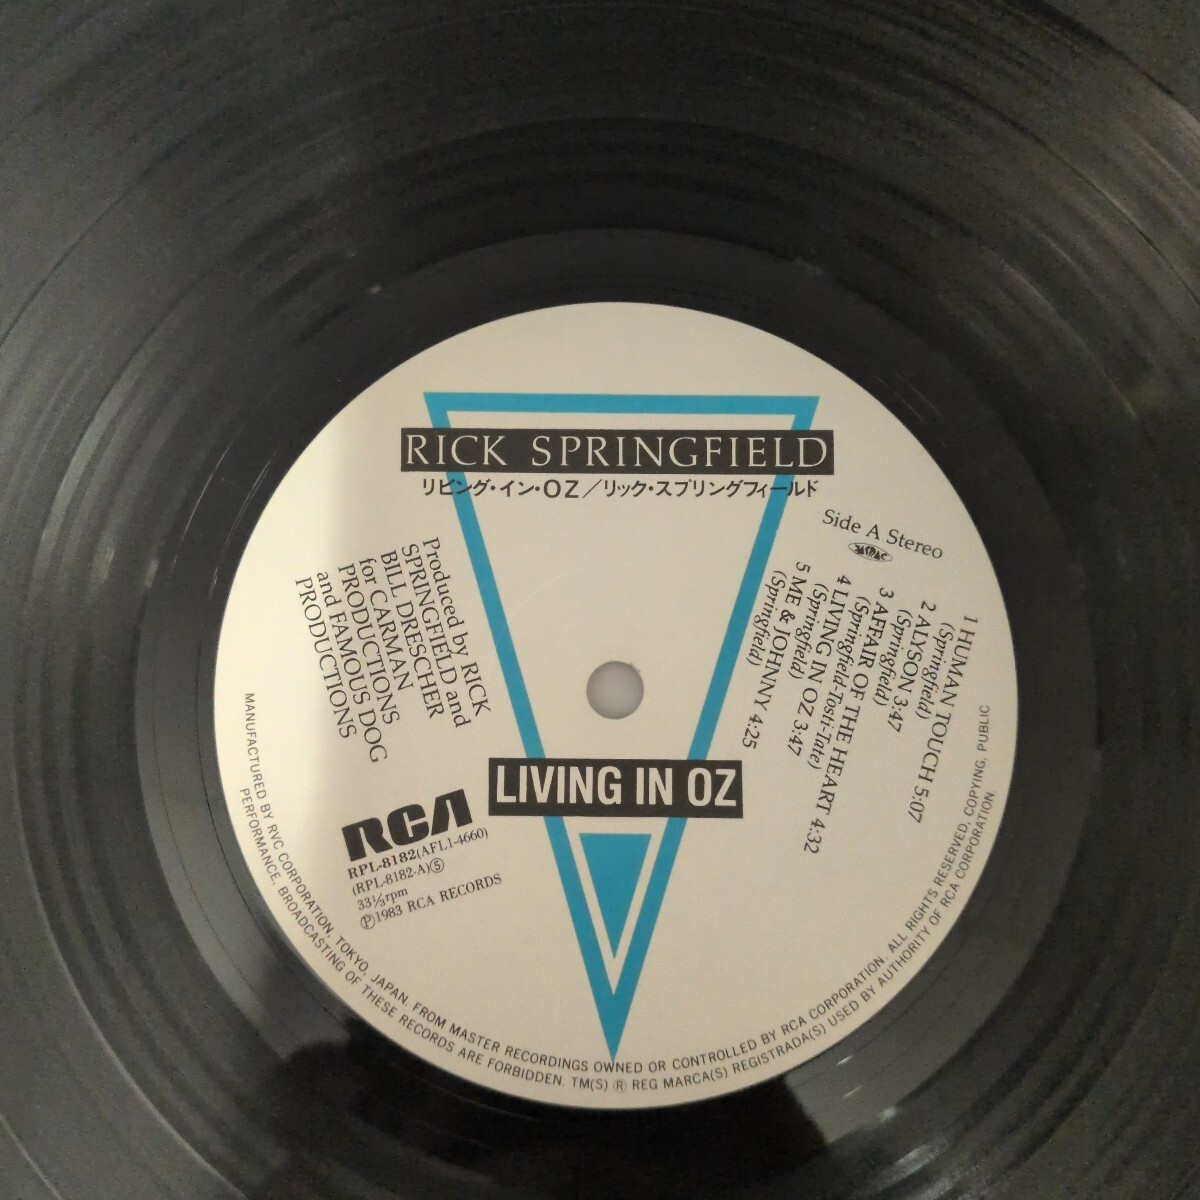 RICK SPRINGFIELD
リビング・イン・OZ／リック・スプリングフィールド
Side A Stereo
JASRAC
1 HUMAN TOUCH 5:07
(Springfield)
2 ALYSON 3:47
(Springfield)
3 AFFAIR OF THE HEART 4:32
(Springfield-Tosti-Tate)
4 LIVING IN OZ 3:47
(Springfield)
5 ME & JOHNNY 4:25
(Springfield)
Produced by RICK
SPRINGFIELD and
BILL DRESCHER
for CARMAN
PRODUCTIONS
and FAMOUS DOG
PRODUCTIONS
LIVING IN OZ
RCA
RPL-8182(AFL1-4660)
(RPL-8182-A)⑤
33⅓rpm
Ⓟ1983 RCA RECORDS
MANUFACTURED BY RVC CORPORATION, TOKYO, JAPAN. FROM MASTER RECORDINGS OWNED OR CONTROLLED BY RCA CORPORATION. ALL RIGHTS RESERVED, COPYING, PUBLIC
PERFORMANCE, BROADCASTING OF THESE RECORDS ARE FORBIDDEN. TM(S) ® REG MARCA(S) REGISTRADA(S) USED BY AUTHORITY OF RCA CORPORATION.